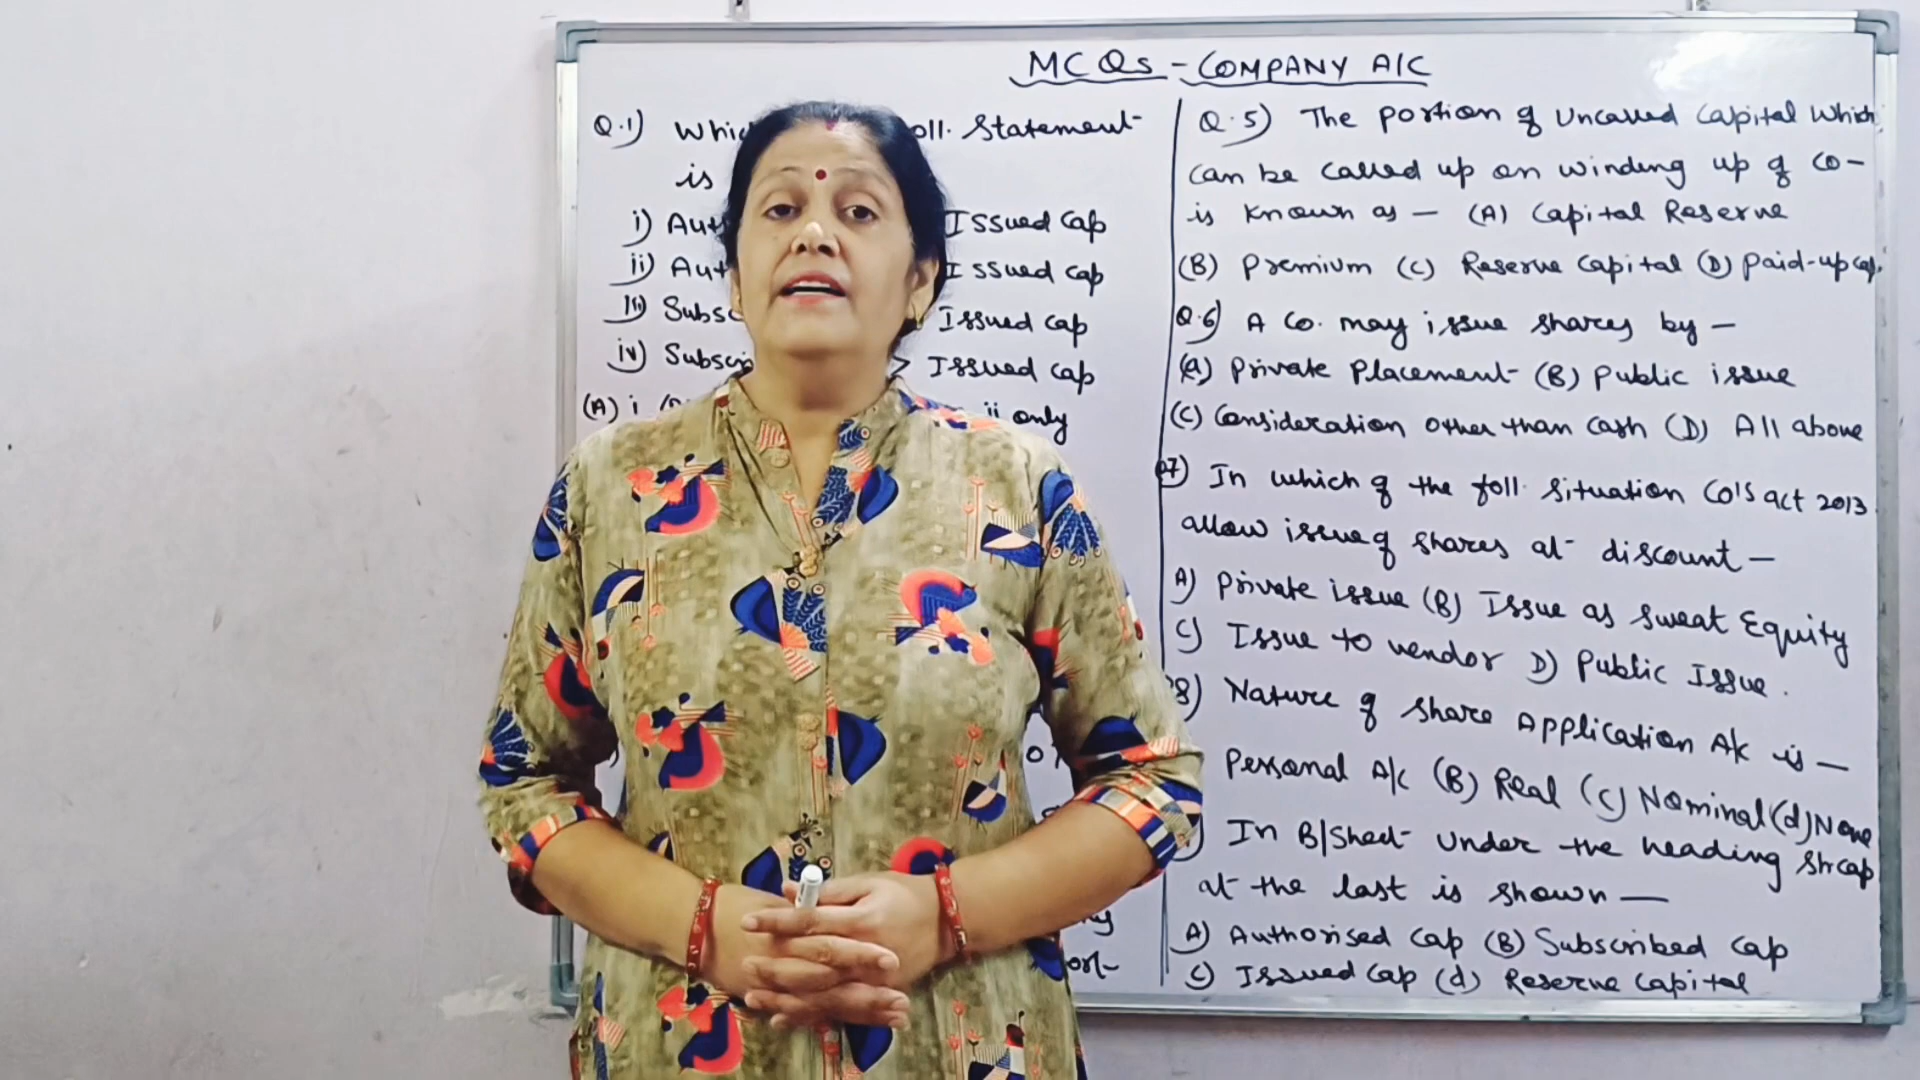 MCQs - COMPANY A/C
Q.1) Whic oll. Statement
is
i) Aut Issued Cap
ii) Aut Issued Cap
iii) Subsc Issued Cap
iv) Subscri > Issued Cap
(A) i ii only
Q.5) The portion of Uncalled Capital Which
can be called up on winding up of co-
is known as - (A) Capital Reserve
(B) Premium (C) Reserve Capital (D) Paid-up Cap.
Q.6) A Co. may issue shares by -
(a) Private Placement (B) Public issue
(C) Consideration other than Cash (D) All above
Q7) In which of the foll. Situation Co's act 2013
allow issue of shares at discount -
A) Private issue (B) Issue as Sweat Equity
C) Issue to vendor D) Public Issue.
8) Nature of Share Application A/c is -
Personal A/c (B) Real (C) Nominal (d) None
) In B/Sheet Under the heading Shr cap
at the last is shown -
A) Authorised Cap (B) Subscribed Cap
C) Issued Cap (d) Reserve Capital